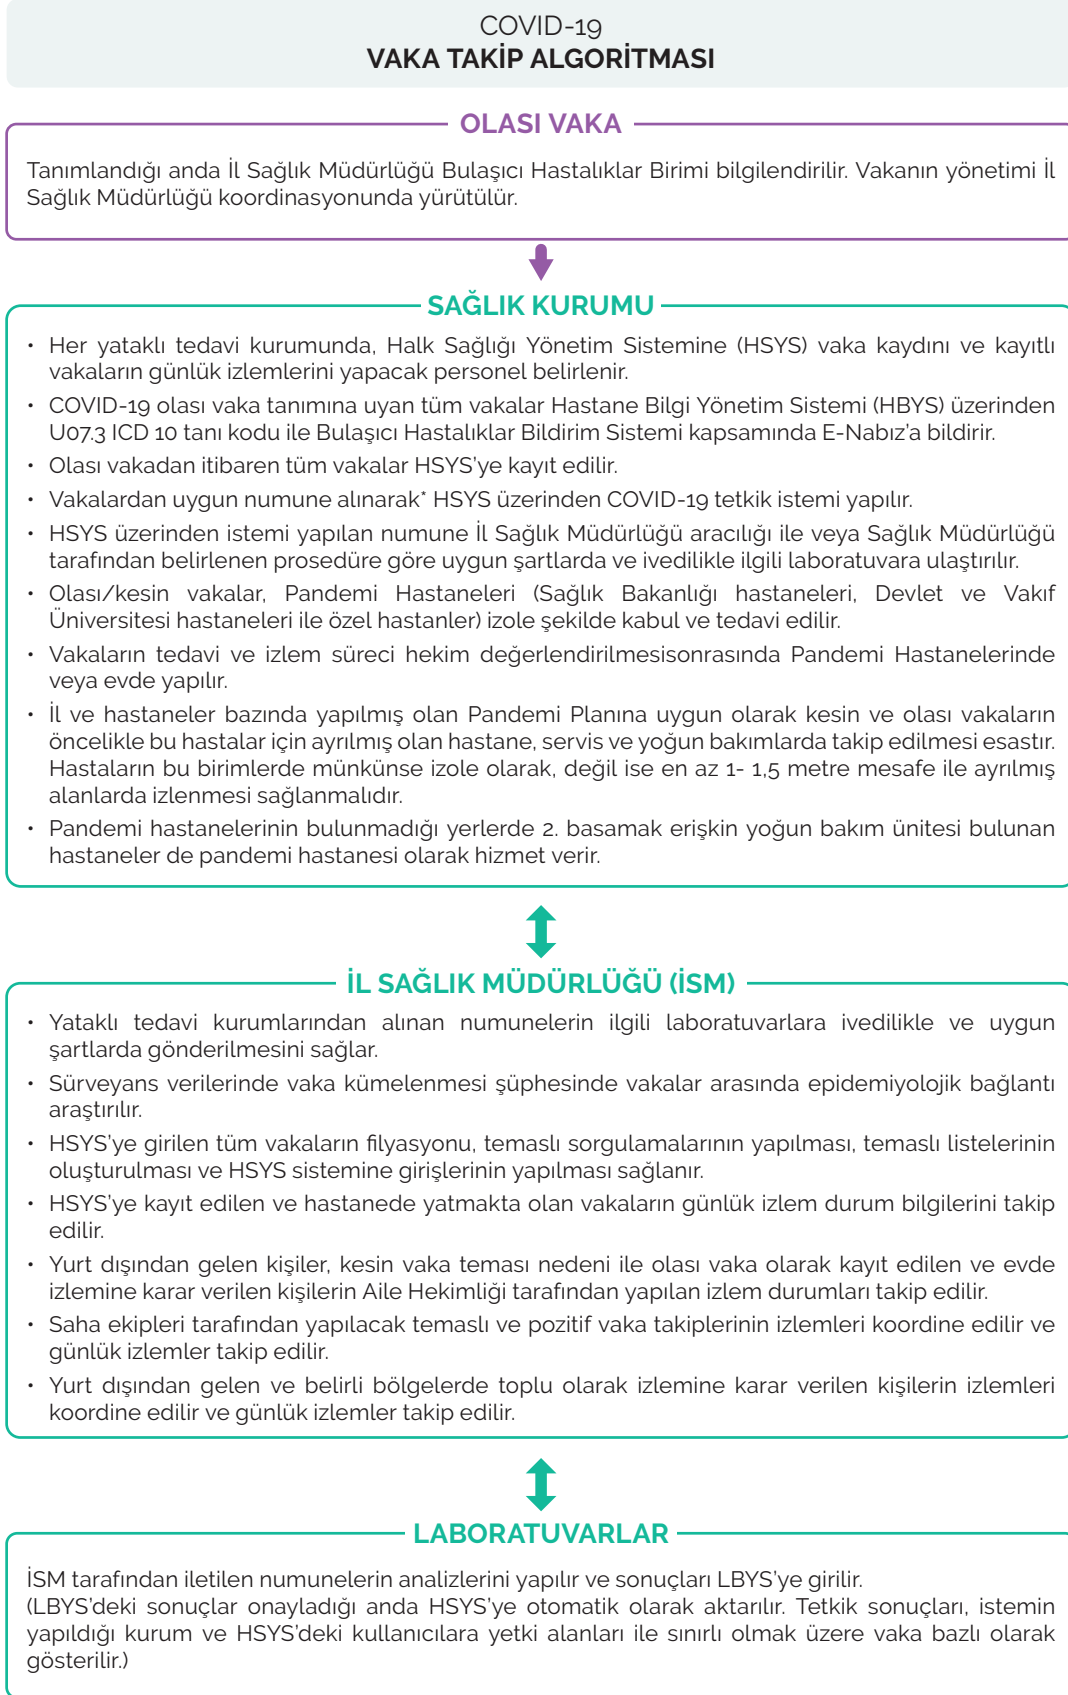 COVID-19
VAKA TAKİP ALGORİTMASI
OLASI VAKA
Tanımlandığı anda İl Sağlık Müdürlüğü Bulaşıcı Hastalıklar Birimi bilgilendirilir. Vakanın yönetimi İl
Sağlık Müdürlüğü koordinasyonunda yürütülür.
SAĞLIK KURUMU
• Her yataklı tedavi kurumunda, Halk Sağlığı Yönetim Sistemine (HSYS) vaka kaydını ve kayıtlı
vakaların günlük izlemlerini yapacak personel belirlenir.
• COVID-19 olası vaka tanımına uyan tüm vakalar Hastane Bilgi Yönetim Sistemi (HBYS) üzerinden
U07.3 ICD 10 tanı kodu ile Bulaşıcı Hastalıklar Bildirim Sistemi kapsamında E-Nabız’a bildirir.
• Olası vakadan itibaren tüm vakalar HSYS’ye kayıt edilir.
• Vakalardan uygun numune alınarak* HSYS üzerinden COVID-19 tetkik istemi yapılır.
• HSYS üzerinden istemi yapılan numune İl Sağlık Müdürlüğü aracılığı ile veya Sağlık Müdürlüğü
tarafından belirlenen prosedüre göre uygun şartlarda ve ivedilikle ilgili laboratuvara ulaştırılır.
• Olası/kesin vakalar, Pandemi Hastaneleri (Sağlık Bakanlığı hastaneleri, Devlet ve Vakıf
Üniversitesi hastaneleri ile özel hastanler) izole şekilde kabul ve tedavi edilir.
• Vakaların tedavi ve izlem süreci hekim değerlendirilmesisonrasında Pandemi Hastanelerinde
veya evde yapılır.
• İl ve hastaneler bazında yapılmış olan Pandemi Planına uygun olarak kesin ve olası vakaların
öncelikle bu hastalar için ayrılmış olan hastane, servis ve yoğun bakımlarda takip edilmesi esastır.
Hastaların bu birimlerde münkünse izole olarak, değil ise en az 1- 1,5 metre mesafe ile ayrılmış
alanlarda izlenmesi sağlanmalıdır.
• Pandemi hastanelerinin bulunmadığı yerlerde 2. basamak erişkin yoğun bakım ünitesi bulunan
hastaneler de pandemi hastanesi olarak hizmet verir.
İL SAĞLIK MÜDÜRLÜĞÜ (İSM)
• Yataklı tedavi kurumlarından alınan numunelerin ilgili laboratuvarlara ivedilikle ve uygun
şartlarda gönderilmesini sağlar.
• Sürveyans verilerinde vaka kümelenmesi şüphesinde vakalar arasında epidemiyolojik bağlantı
araştırılır.
• HSYS’ye girilen tüm vakaların filyasyonu, temaslı sorgulamalarının yapılması, temaslı listelerinin
oluşturulması ve HSYS sistemine girişlerinin yapılması sağlanır.
• HSYS’ye kayıt edilen ve hastanede yatmakta olan vakaların günlük izlem durum bilgilerini takip
edilir.
• Yurt dışından gelen kişiler, kesin vaka teması nedeni ile olası vaka olarak kayıt edilen ve evde
izlemine karar verilen kişilerin Aile Hekimliği tarafından yapılan izlem durumları takip edilir.
• Saha ekipleri tarafından yapılacak temaslı ve pozitif vaka takiplerinin izlemleri koordine edilir ve
günlük izlemler takip edilir.
• Yurt dışından gelen ve belirli bölgelerde toplu olarak izlemine karar verilen kişilerin izlemleri
koordine edilir ve günlük izlemler takip edilir.
LABORATUVARLAR
İSM tarafından iletilen numunelerin analizlerini yapılır ve sonuçları LBYS’ye girilir.
(LBYS’deki sonuçlar onayladığı anda HSYS’ye otomatik olarak aktarılır. Tetkik sonuçları, istemin
yapıldığı kurum ve HSYS’deki kullanıcılara yetki alanları ile sınırlı olmak üzere vaka bazlı olarak
gösterilir.)